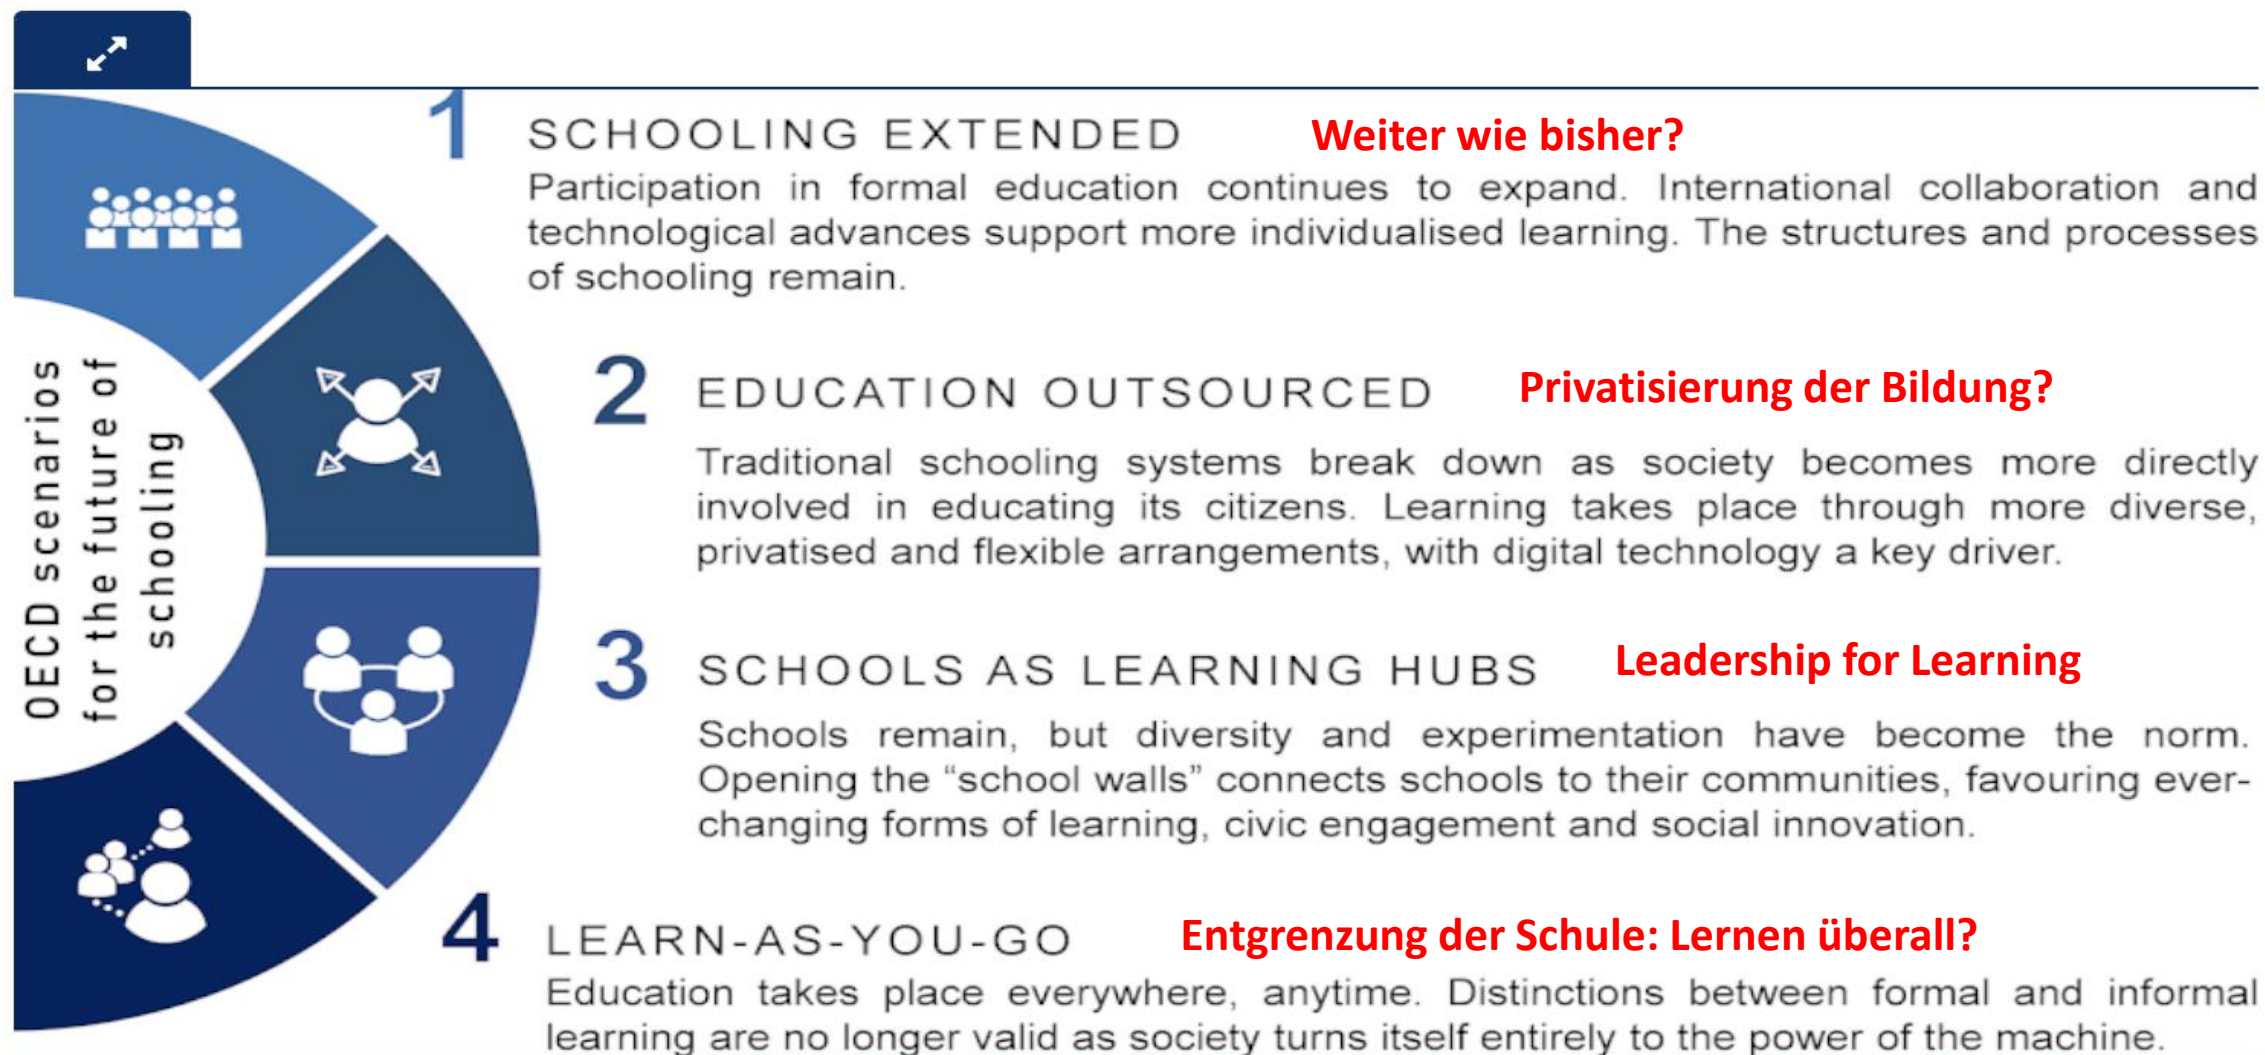 OECD scenarios
for the future of
schooling
1
SCHOOLING EXTENDED
Weiter wie bisher?
Participation in formal education continues to expand. International collaboration and
technological advances support more individualised learning. The structures and processes
of schooling remain.
2
EDUCATION OUTSOURCED
Privatisierung der Bildung?
Traditional schooling systems break down as society becomes more directly
involved in educating its citizens. Learning takes place through more diverse,
privatised and flexible arrangements, with digital technology a key driver.
3
SCHOOLS AS LEARNING HUBS
Leadership for Learning
Schools remain, but diversity and experimentation have become the norm.
Opening the “school walls” connects schools to their communities, favouring ever-
changing forms of learning, civic engagement and social innovation.
4
LEARN-AS-YOU-GO
Entgrenzung der Schule: Lernen überall?
Education takes place everywhere, anytime. Distinctions between formal and informal
learning are no longer valid as society turns itself entirely to the power of the machine.